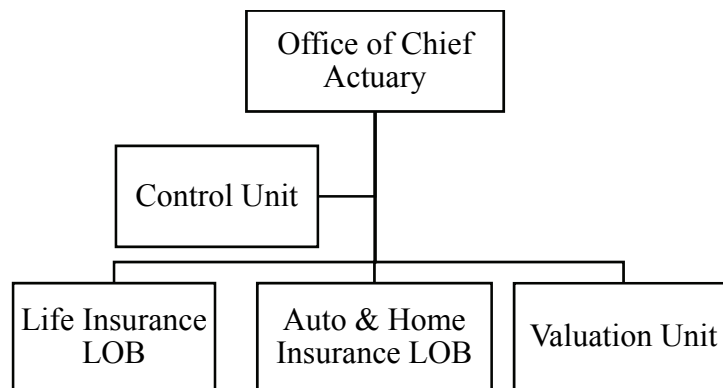 Office of Chief
Actuary
Control Unit
Life Insurance
LOB
Auto & Home
Insurance LOB
Valuation Unit